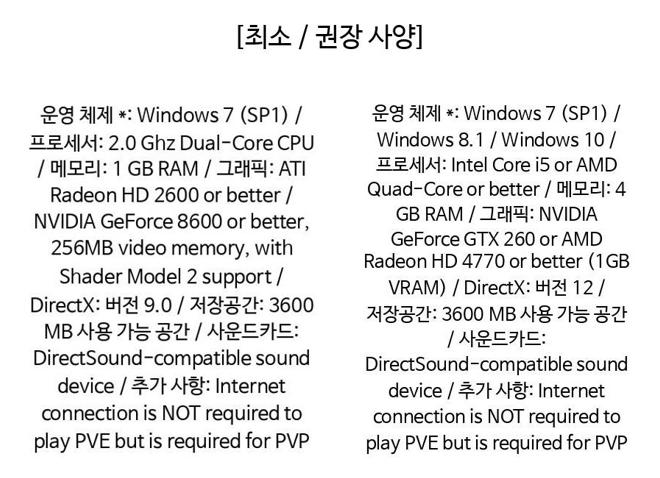 [최소 / 권장 사양]
운영 체제 *: Windows 7 (SP1) /
프로세서: 2.0 Ghz Dual-Core CPU
/ 메모리: 1 GB RAM / 그래픽: ATI
Radeon HD 2600 or better /
NVIDIA GeForce 8600 or better,
256MB video memory, with
Shader Model 2 support /
DirectX: 버전 9.0 / 저장공간: 3600
MB 사용 가능 공간 / 사운드카드:
DirectSound-compatible sound
device / 추가 사항: Internet
connection is NOT required to
play PVE but is required for PVP
운영 체제 *: Windows 7 (SP1) /
Windows 8.1 / Windows 10 /
프로세서: Intel Core i5 or AMD
Quad-Core or better / 메모리: 4
GB RAM / 그래픽: NVIDIA
GeForce GTX 260 or AMD
Radeon HD 4770 or better (1GB
VRAM) / DirectX: 버전 12 /
저장공간: 3600 MB 사용 가능 공간
/ 사운드카드:
DirectSound-compatible sound
device / 추가 사항: Internet
connection is NOT required to
play PVE but is required for PVP